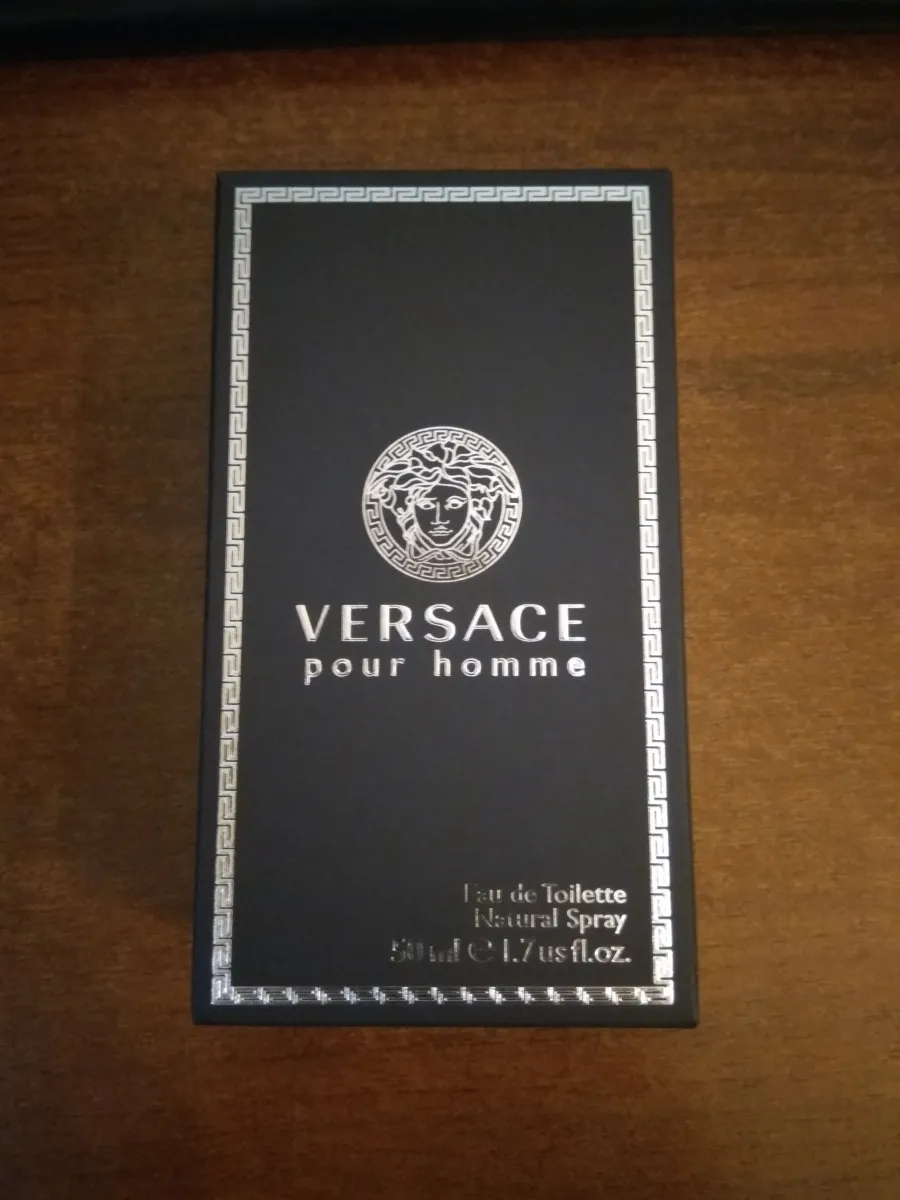 VERSACE
pour homme
Eau de Toilette
Natural Spray
50 ml ℮ 1.7 us fl.oz.